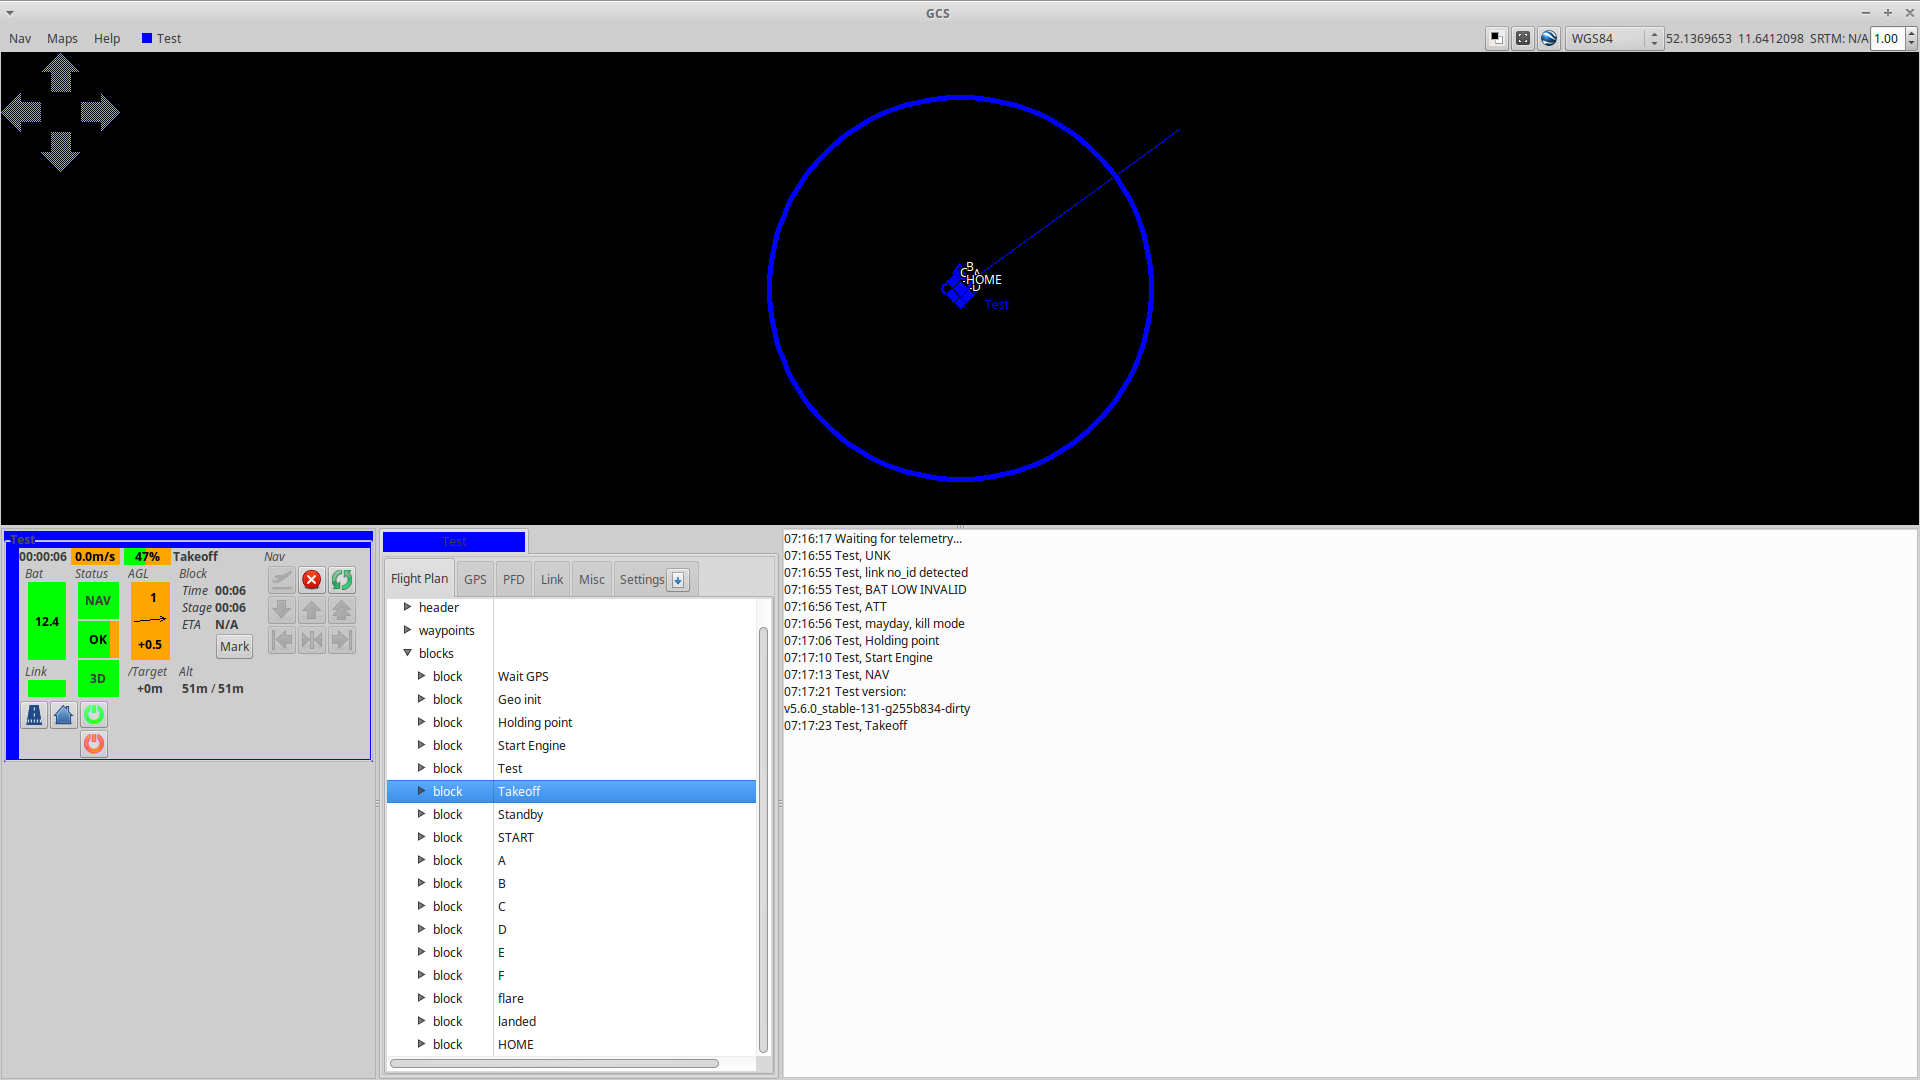 GCS
Nav Maps Help Test
WGS84 52.1369653 11.6412098 SRTM: N/A 1.00
B
C A
HOME
D
Test
Test
00:00:06 0.0m/s 47% Takeoff Nav
Bat Status AGL Block
Time 00:06
NAV 1
Stage 00:06
12.4
ETA N/A
OK +0.5
Mark
Link /Target Alt
3D
+0m 51m / 51m
Test
Flight Plan GPS PFD Link Misc Settings
header
waypoints
blocks
block Wait GPS
block Geo init
block Holding point
block Start Engine
block Test
block Takeoff
block Standby
block START
block A
block B
block C
block D
block E
block F
block flare
block landed
block HOME
07:16:17 Waiting for telemetry...
07:16:55 Test, UNK
07:16:55 Test, link no_id detected
07:16:55 Test, BAT LOW INVALID
07:16:56 Test, ATT
07:16:56 Test, mayday, kill mode
07:17:06 Test, Holding point
07:17:10 Test, Start Engine
07:17:13 Test, NAV
07:17:21 Test version:
v5.6.0_stable-131-g255b834-dirty
07:17:23 Test, Takeoff